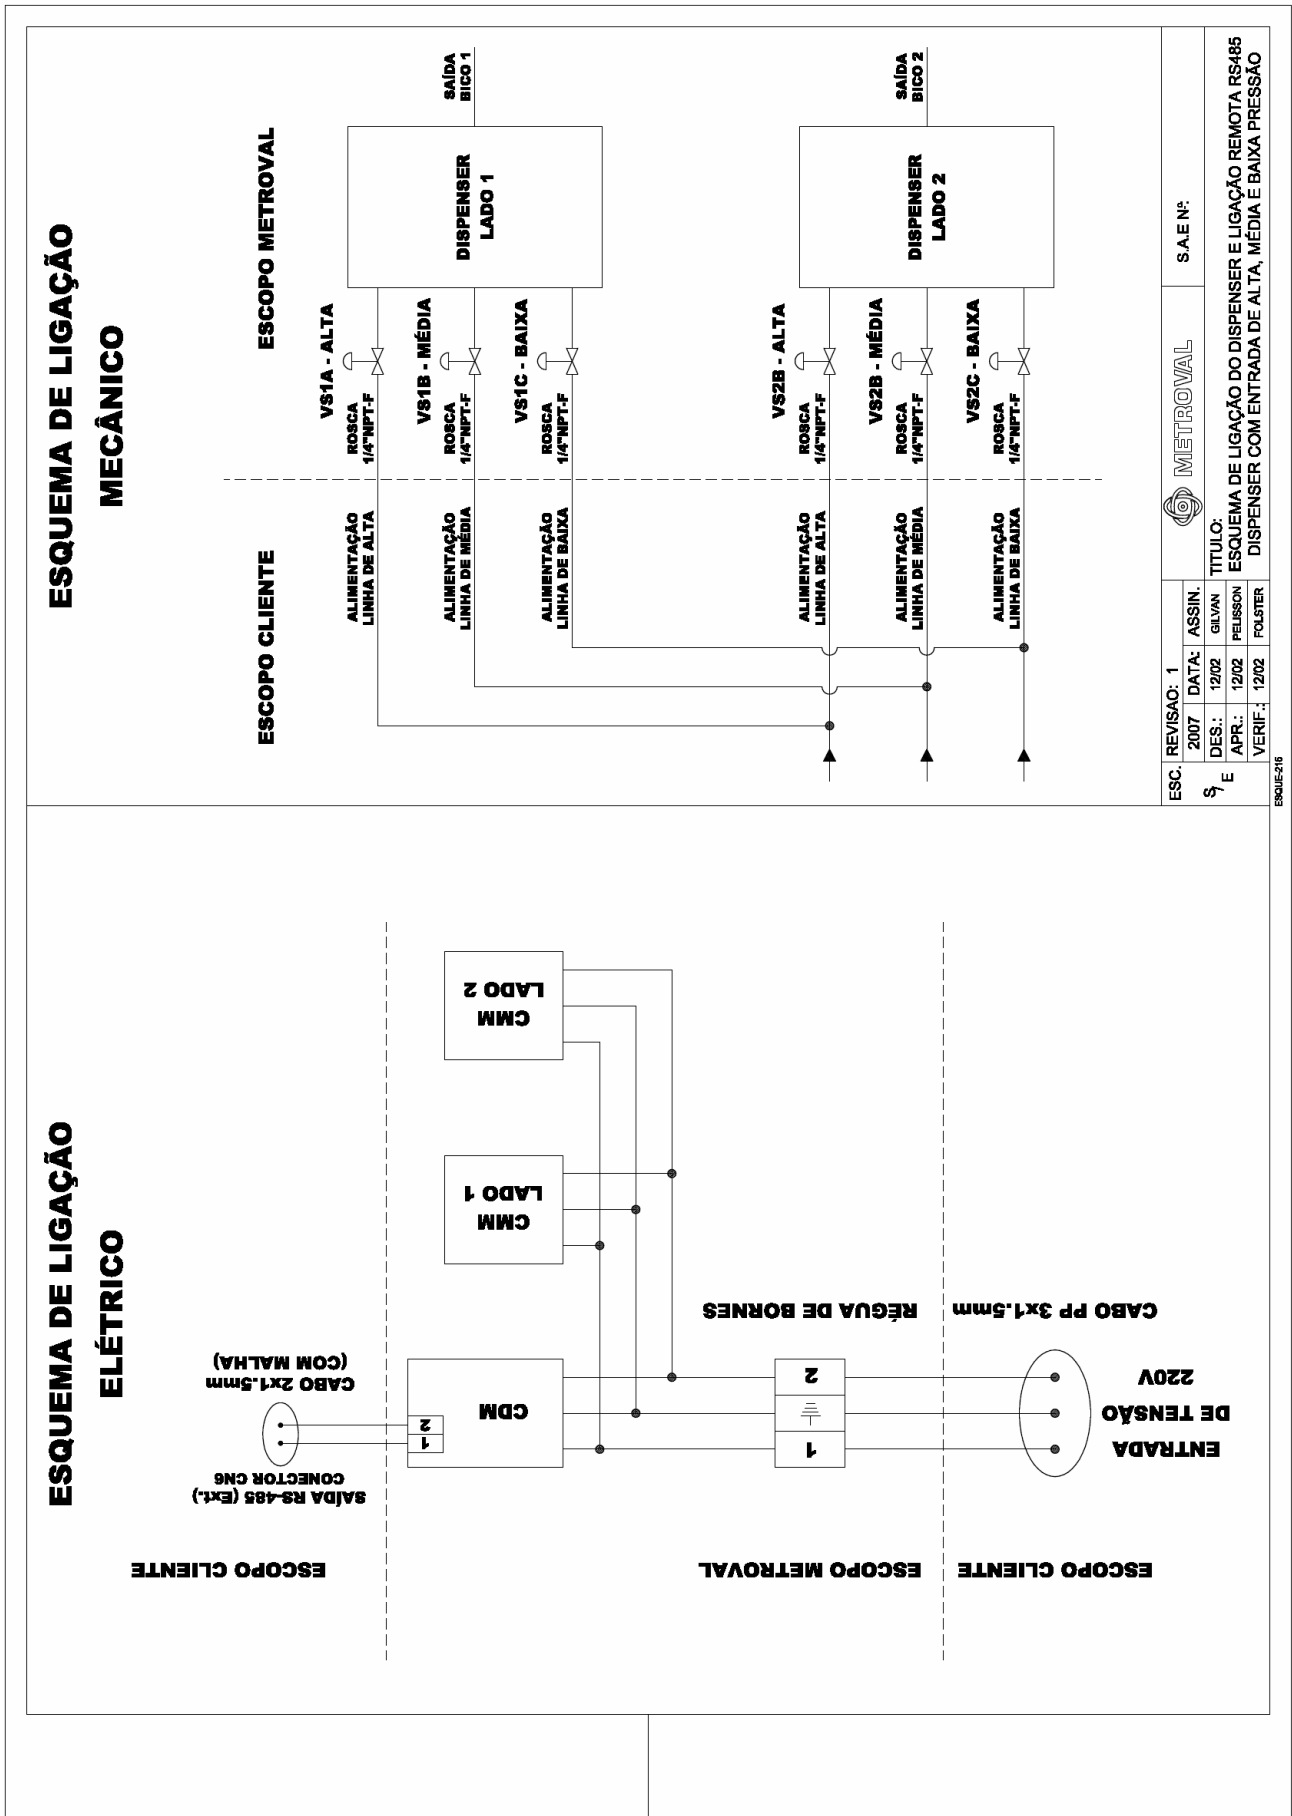 ESQUEMA DE LIGAÇÃO
ELÉTRICO
ESCOPO CLIENTE
SAÍDA RS-485 (Ext.)
CONECTOR CN6
CABO 2x1.5mm
(COM MALHA)
1
2
CDM
CMM
LADO 1
CMM
LADO 2
ESCOPO METROVAL
RÉGUA DE BORNES
1
2
ESCOPO CLIENTE
CABO PP 3x1.5mm
ENTRADA
DE TENSÃO
220V
ESQUEMA DE LIGAÇÃO
MECÂNICO
ESCOPO CLIENTE
ESCOPO METROVAL
ALIMENTAÇÃO
LINHA DE ALTA
ROSCA
1/4"NPT-F
VS1A - ALTA
ALIMENTAÇÃO
LINHA DE MÉDIA
ROSCA
1/4"NPT-F
VS1B - MÉDIA
ALIMENTAÇÃO
LINHA DE BAIXA
ROSCA
1/4"NPT-F
VS1C - BAIXA
DISPENSER
LADO 1
SAÍDA
BICO 1
ALIMENTAÇÃO
LINHA DE ALTA
ROSCA
1/4"NPT-F
VS2B - ALTA
ALIMENTAÇÃO
LINHA DE MÉDIA
ROSCA
1/4"NPT-F
VS2B - MÉDIA
ALIMENTAÇÃO
LINHA DE BAIXA
ROSCA
1/4"NPT-F
VS2C - BAIXA
DISPENSER
LADO 2
SAÍDA
BICO 2
ESC.
S/E
REVISAO: 1
2007 DATA: ASSIN.
DES.: 12/02 GILVAN
APR.: 12/02 PELISSON
VERIF.: 12/02 FOLSTER
METROVAL
S.A.E Nº:
TITULO:
ESQUEMA DE LIGAÇÃO DO DISPENSER E LIGAÇÃO REMOTA RS485
DISPENSER COM ENTRADA DE ALTA, MÉDIA E BAIXA PRESSÃO
ESQUE-216